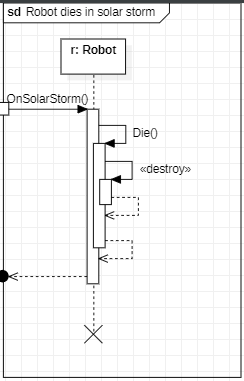 sd Robot dies in solar storm
r: Robot
OnSolarStorm()
Die()
«destroy»